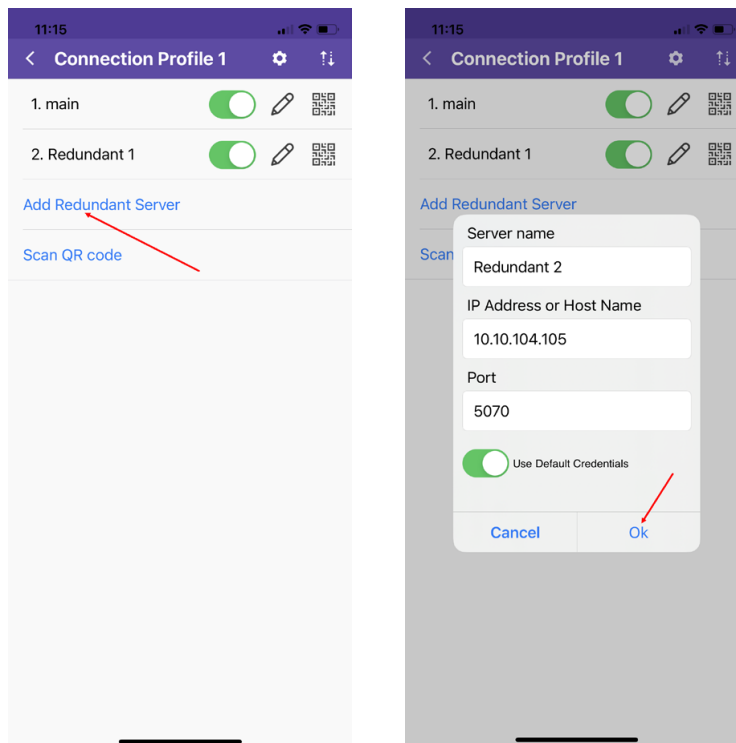 11:15
Connection Profile 1
1. main
2. Redundant 1
Add Redundant Server
Scan QR code
11:15
Connection Profile 1
1. main
2. Redundant 1
Add Redundant Server
Scan
Server name
Redundant 2
IP Address or Host Name
10.10.104.105
Port
5070
Use Default Credentials
Cancel Ok